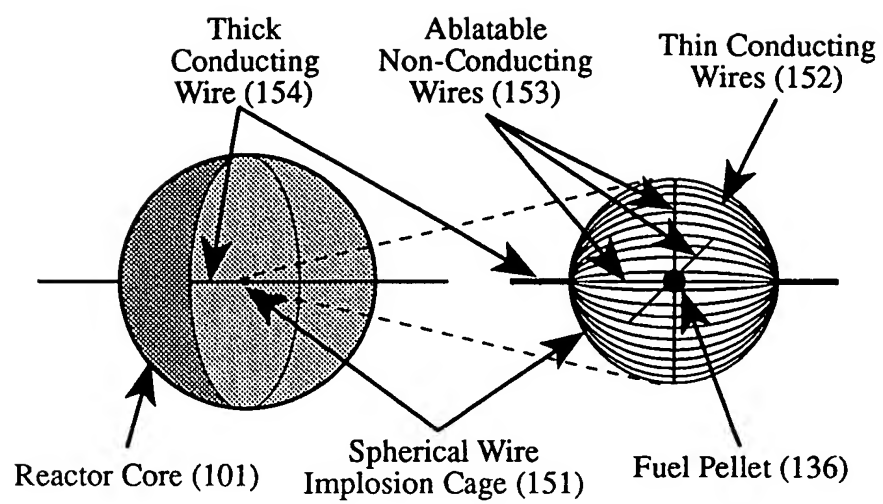 Thick
Conducting
Wire (154)
Ablatable
Non-Conducting
Wires (153)
Thin Conducting
Wires (152)
Reactor Core (101)
Spherical Wire
Implosion Cage (151)
Fuel Pellet (136)